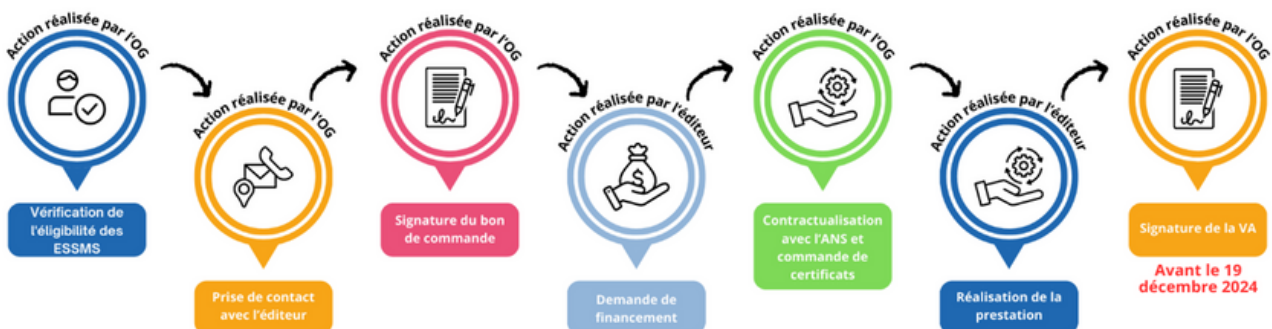 Action réalisée par l'OG
Vérification de
l'éligibilité des
ESSMS
Action réalisée par l'OG
Prise de contact
avec l'éditeur
Action réalisée par l'OG
Signature du bon
de commande
Action réalisée par l'éditeur
$
Demande de
financement
Action réalisée par l'OG
Contractualisation
avec l'ANS et
commande de
certificats
Action réalisée par l'éditeur
Réalisation de la
prestation
Action réalisée par l'OG
Signature de la VA
Avant le 19
décembre 2024